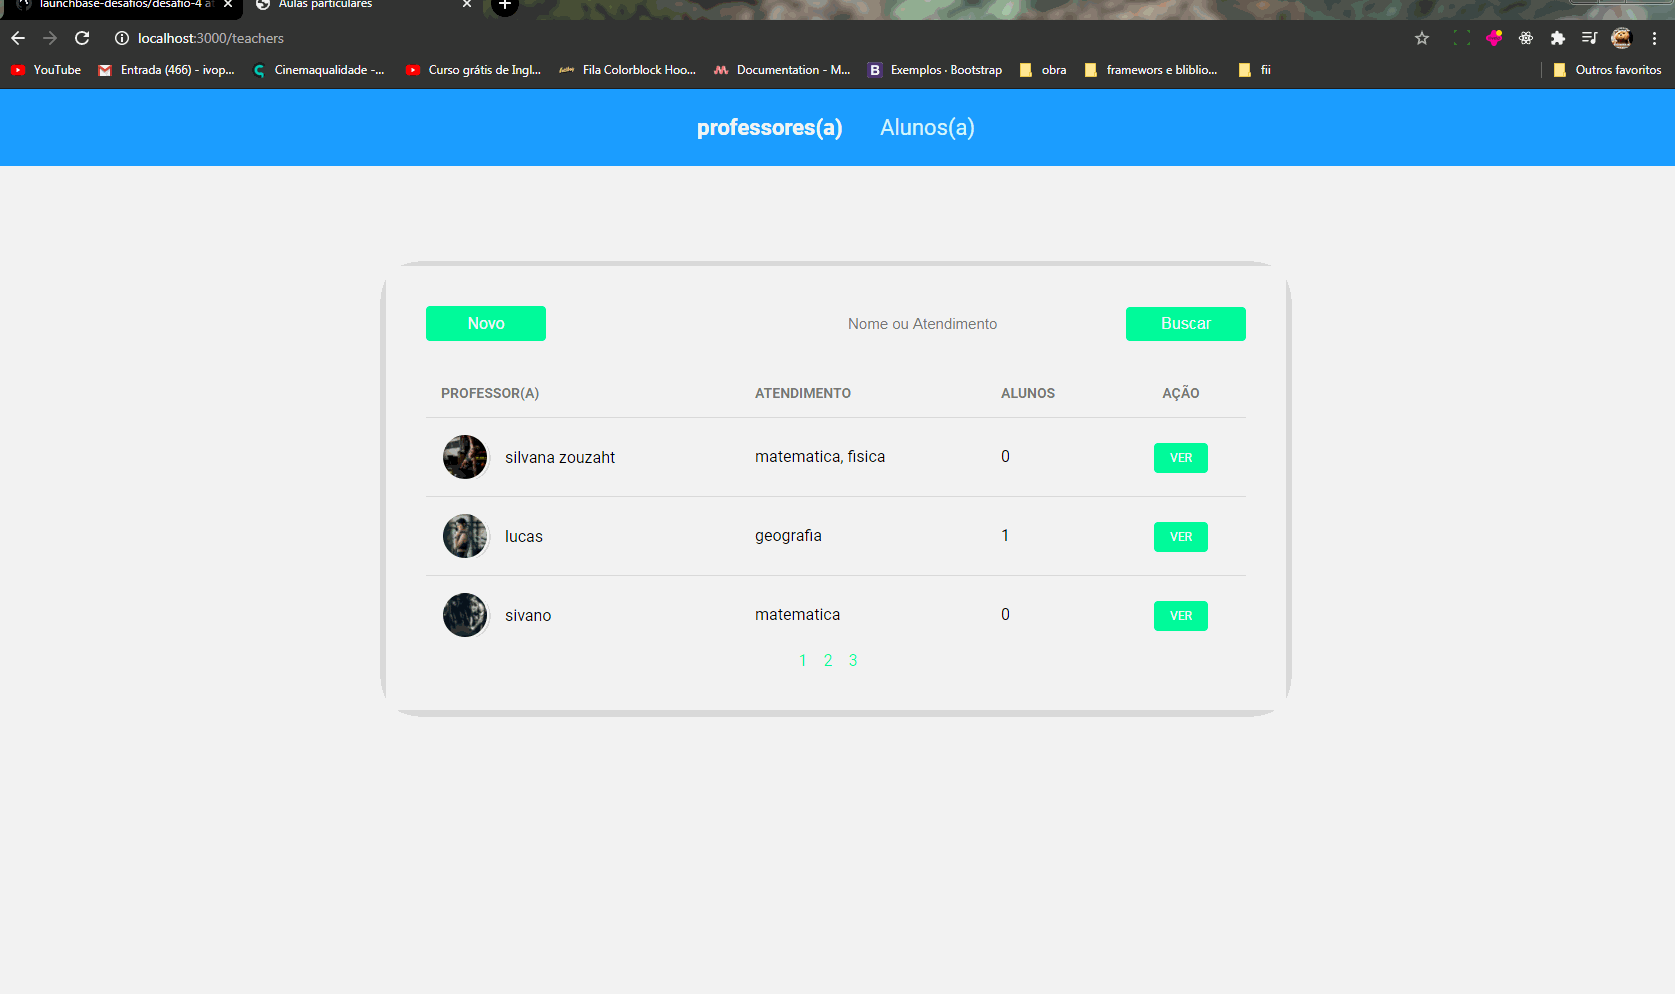 launchbase-desafios/desafio-4 at
Aulas particulares
localhost:3000/teachers
YouTube Entrada (466) - ivop... Cinemaqualidade -... Curso grátis de Ingl... Fila Colorblock Hoo... Documentation - M... Exemplos · Bootstrap obra framewors e bliblio... fii Outros favoritos
professores(a) Alunos(a)
Novo Nome ou Atendimento Buscar
PROFESSOR(A) ATENDIMENTO ALUNOS AÇÃO
silvana zouzaht matematica, fisica 0 VER
lucas geografia 1 VER
sivano matematica 0 VER
1 2 3